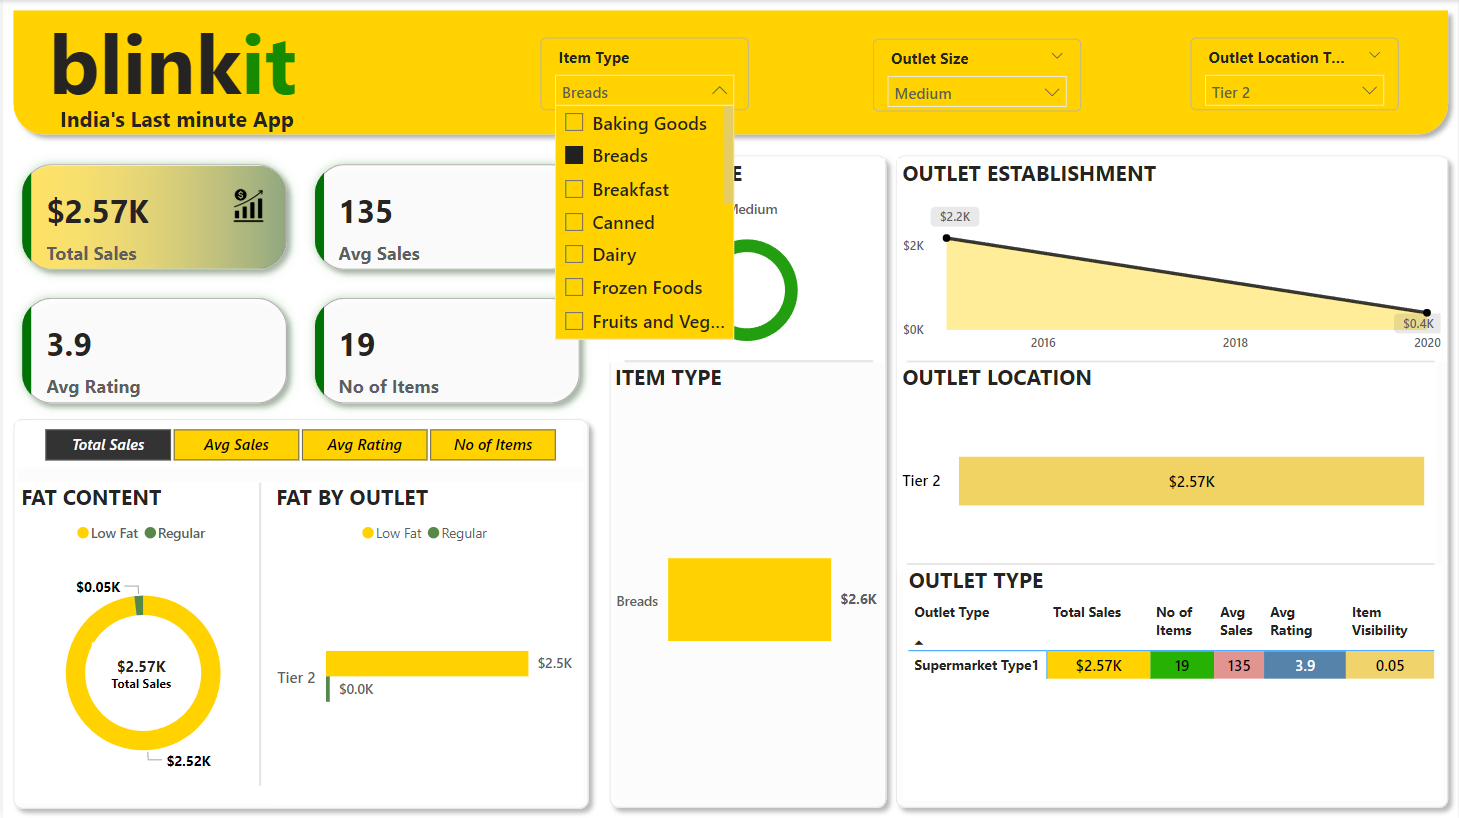 blinkit
India's Last minute App
Item Type
Breads
Baking Goods
Breads
Breakfast
Canned
Dairy
Frozen Foods
Fruits and Veg...
Outlet Size
Medium
Outlet Location T...
Tier 2
$2.57K
Total Sales
135
Avg Sales
3.9
Avg Rating
19
No of Items
Total Sales
Avg Sales
Avg Rating
No of Items
FAT CONTENT
Low Fat
Regular
$0.05K
$2.57K
Total Sales
$2.52K
FAT BY OUTLET
Low Fat
Regular
Tier 2
$2.5K
$0.0K
E
Medium
ITEM TYPE
Breads
$2.6K
OUTLET ESTABLISHMENT
$2.2K
$2K
$0K
$0.4K
2016
2018
2020
OUTLET LOCATION
Tier 2
$2.57K
OUTLET TYPE
Outlet Type
Total Sales
No of Items
Avg Sales
Avg Rating
Item Visibility
Supermarket Type1
$2.57K
19
135
3.9
0.05